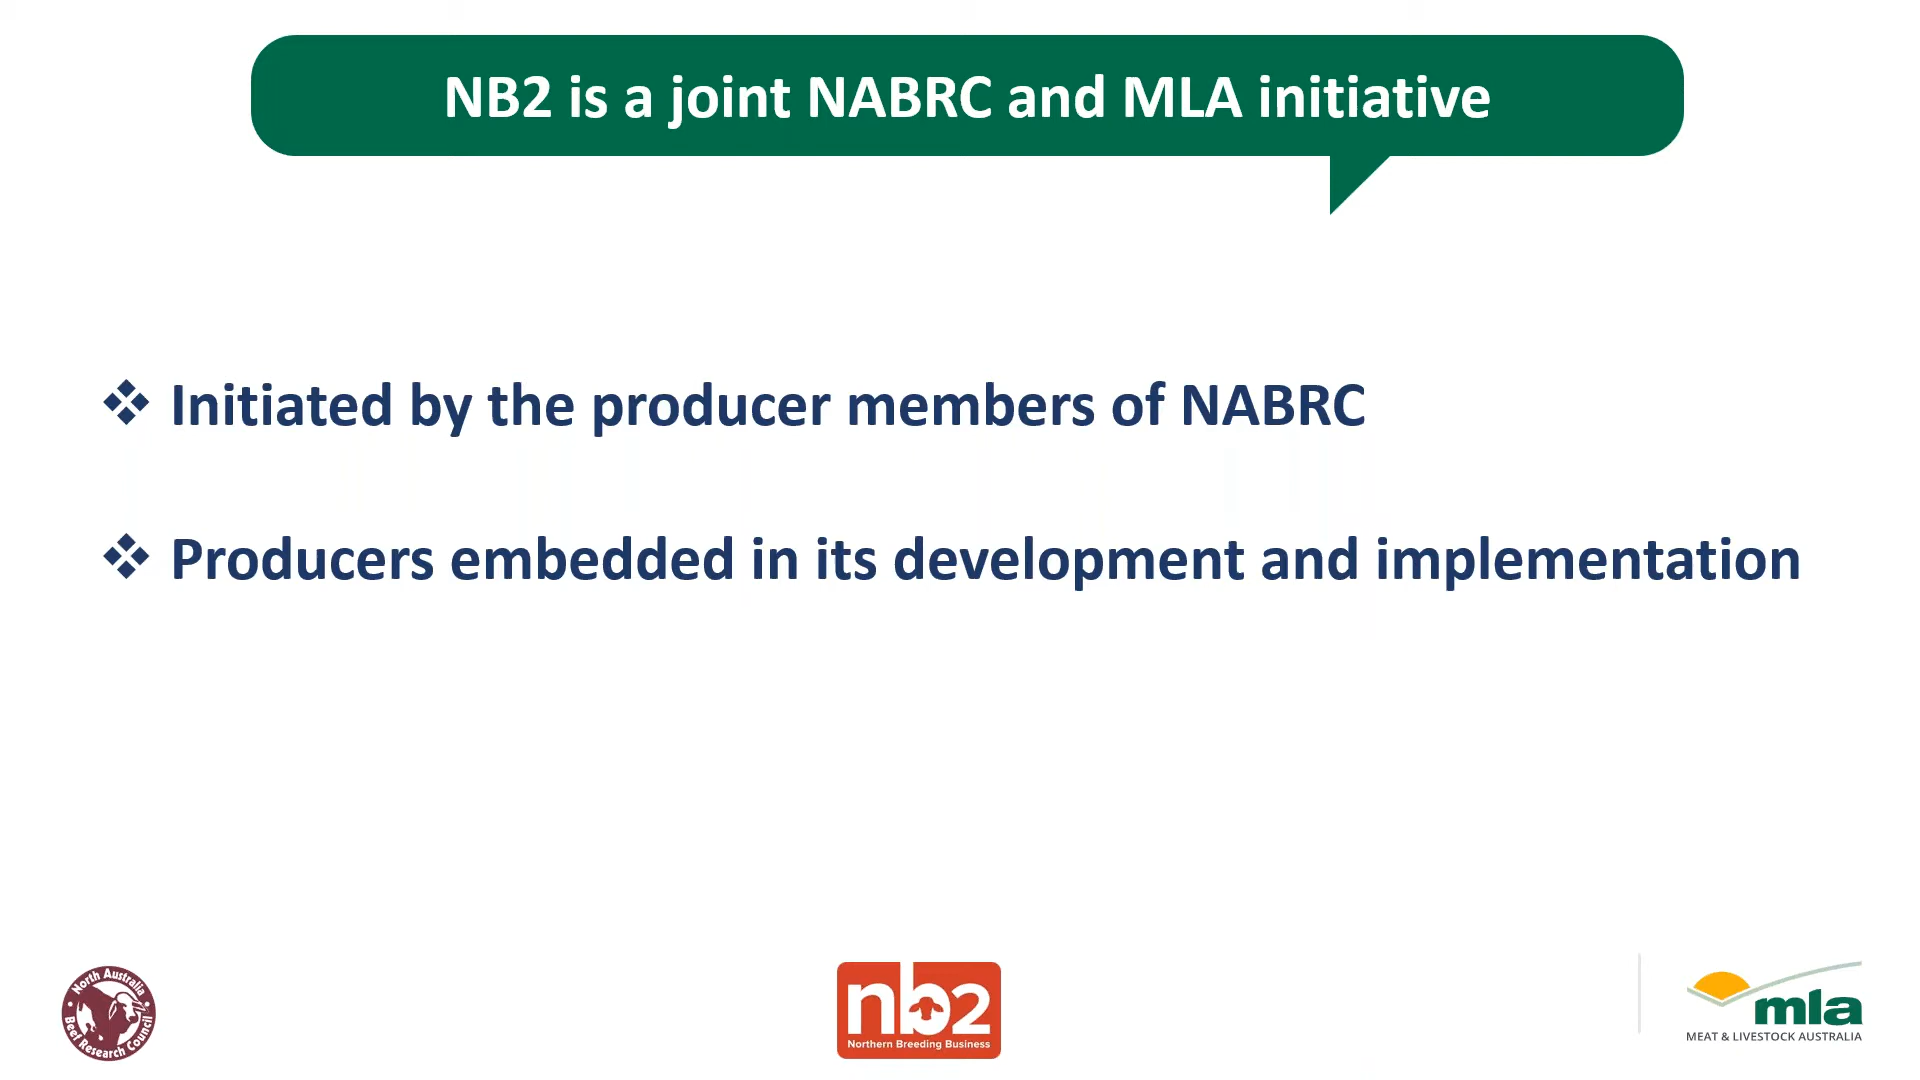 NB2 is a joint NABRC and MLA initiative
❖ Initiated by the producer members of NABRC
❖ Producers embedded in its development and implementation
North Australia
Beef Research Council
nb2
Northern Breeding Business
mla
MEAT & LIVESTOCK AUSTRALIA